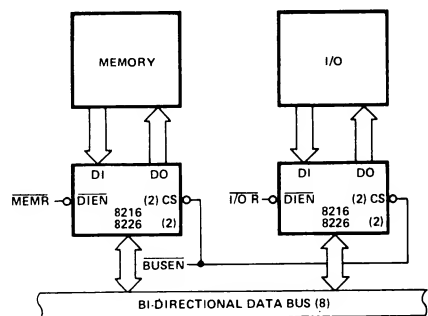 MEMORY
I/O
DI DO
DI DO
MEMR DIEN (2) CS
I/O R DIEN (2) CS
8216
8226 (2)
8216
8226 (2)
BUSEN
BI-DIRECTIONAL DATA BUS (8)